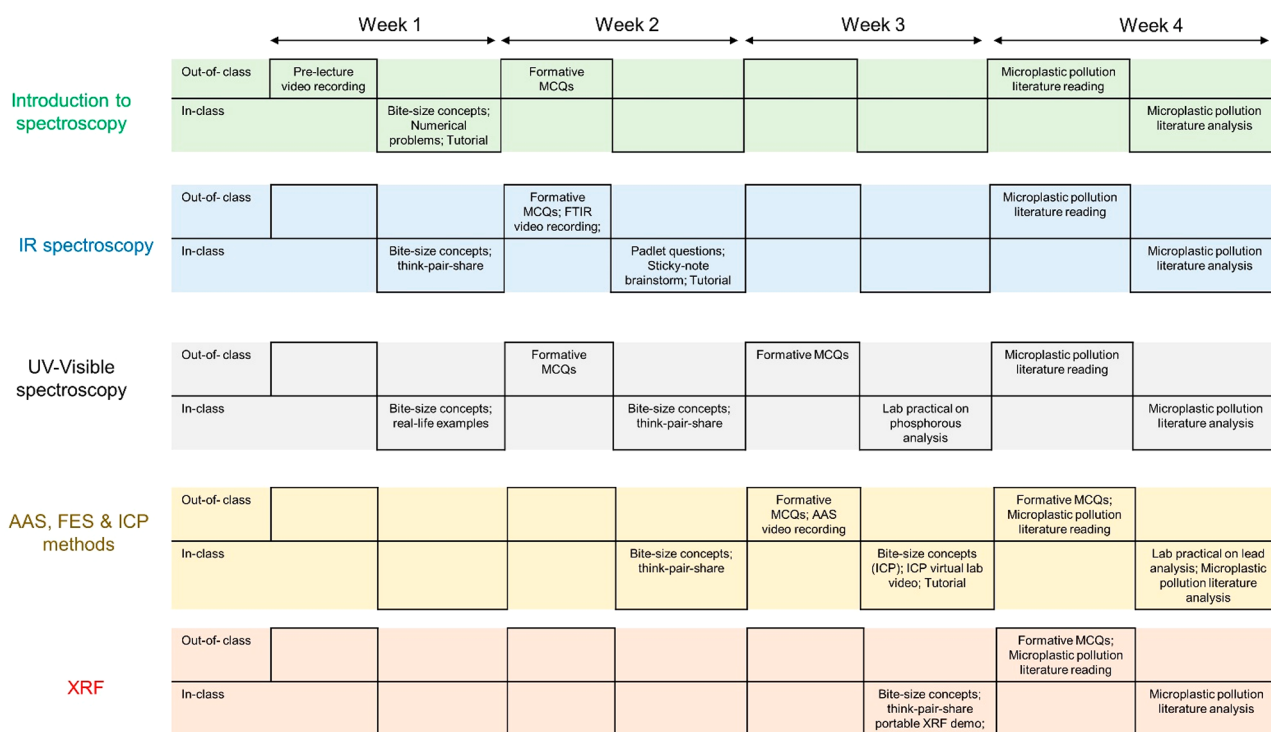 Week 1
Week 2
Week 3
Week 4
Introduction to
spectroscopy
Out-of- class
Pre-lecture
video recording
Formative
MCQs
Microplastic pollution
literature reading
In-class
Bite-size concepts;
Numerical
problems; Tutorial
Microplastic pollution
literature analysis
IR spectroscopy
Out-of- class
Formative
MCQs; FTIR
video recording;
Microplastic pollution
literature reading
In-class
Bite-size concepts;
think-pair-share
Padlet questions;
Sticky-note
brainstorm; Tutorial
Microplastic pollution
literature analysis
UV-Visible
spectroscopy
Out-of- class
Formative
MCQs
Formative MCQs
Microplastic pollution
literature reading
In-class
Bite-size concepts;
real-life examples
Bite-size concepts;
think-pair-share
Lab practical on
phosphorous
analysis
Microplastic pollution
literature analysis
AAS, FES & ICP
methods
Out-of- class
Formative
MCQs; AAS
video recording
Formative MCQs;
Microplastic pollution
literature reading
In-class
Bite-size concepts;
think-pair-share
Bite-size concepts
(ICP); ICP virtual lab
video; Tutorial
Lab practical on lead
analysis; Microplastic
pollution literature
analysis
XRF
Out-of- class
Formative MCQs;
Microplastic pollution
literature reading
In-class
Bite-size concepts;
think-pair-share
portable XRF demo;
Microplastic pollution
literature analysis